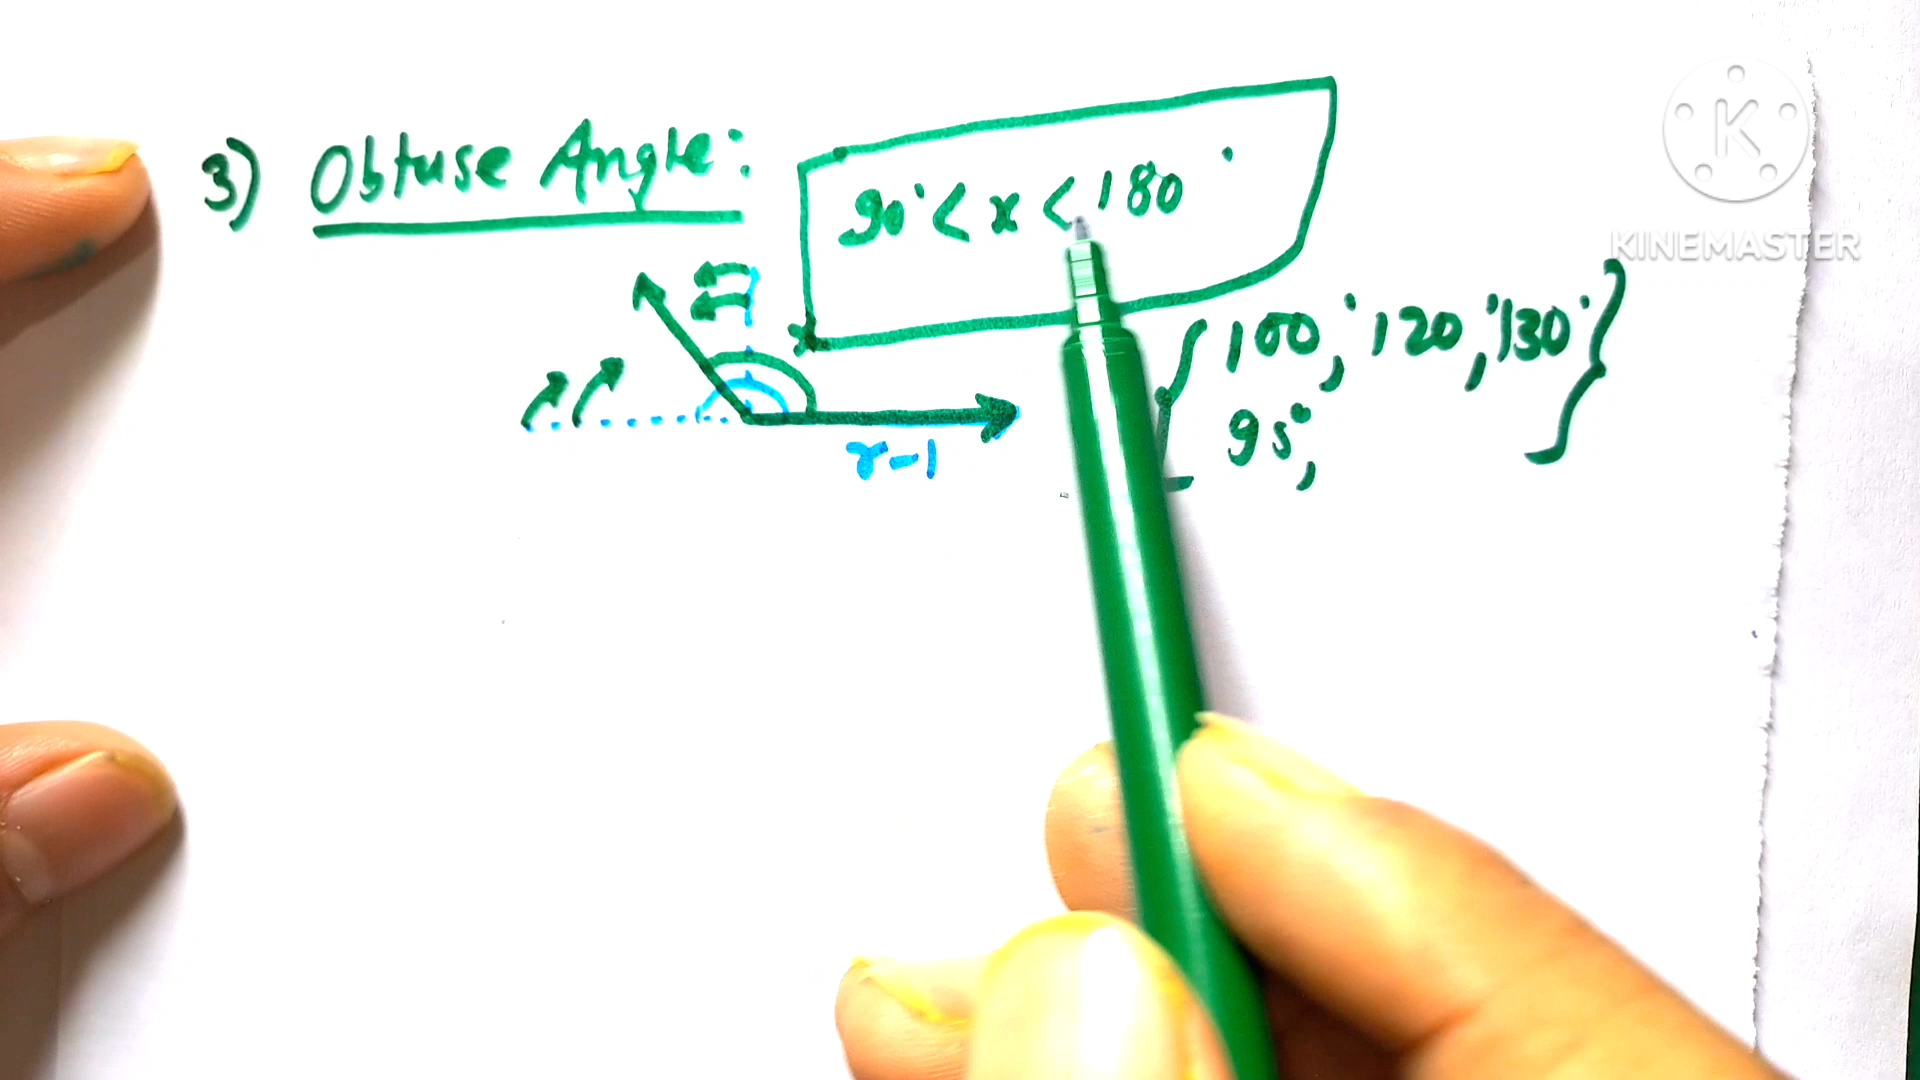 3) Obtuse Angle:
90° < x < 180°
100°, 120°, 130°
95°,
r-1
K
KINEMASTER